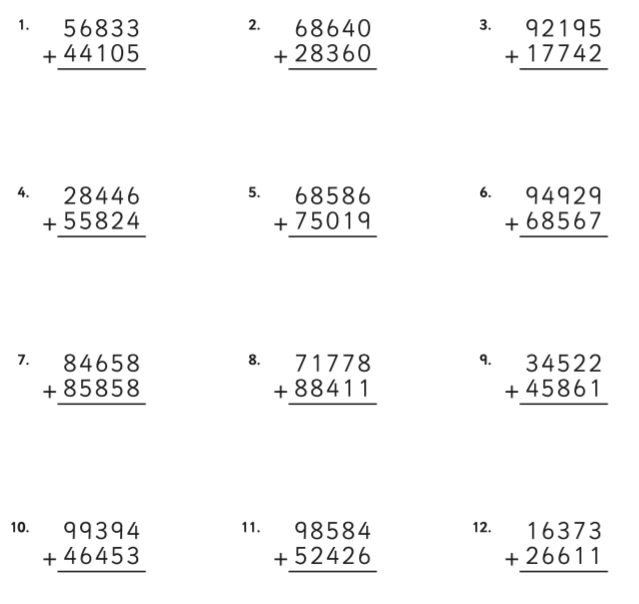 1. 56833 2. 68640 3. 92195
+ 44105 + 28360 + 17742
4. 28446 5. 68586 6. 94929
+ 55824 + 75019 + 68567
7. 84658 8. 71778 9. 34522
+ 85858 + 88411 + 45861
10. 99394 11. 98584 12. 16373
+ 46453 + 52426 + 26611